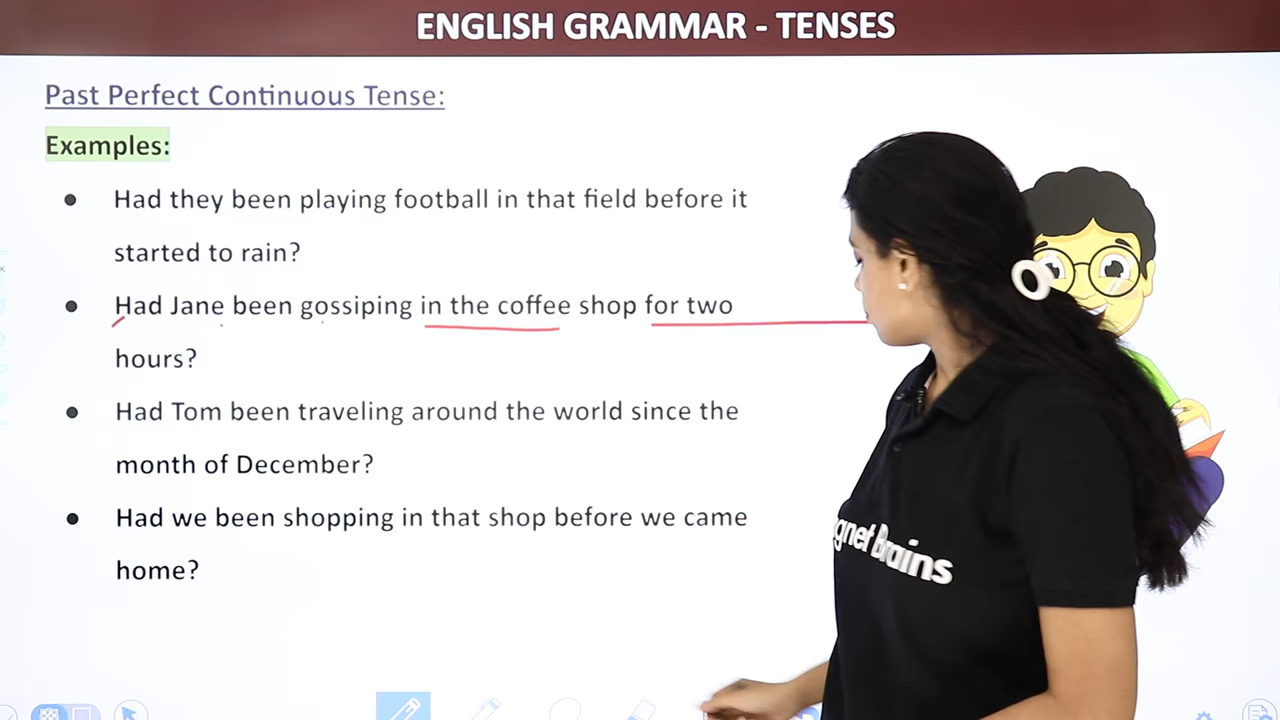 ENGLISH GRAMMAR - TENSES
Past Perfect Continuous Tense:
Examples:
● Had they been playing football in that field before it
started to rain?
● Had Jane been gossiping in the coffee shop for two
hours?
● Had Tom been traveling around the world since the
month of December?
● Had we been shopping in that shop before we came
home?
gnet Brains